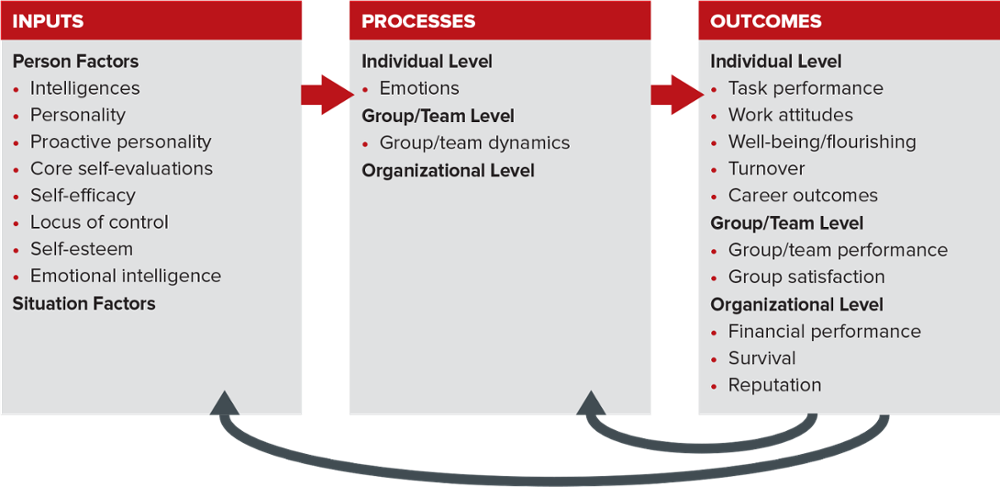 INPUTS
Person Factors
• Intelligences
• Personality
• Proactive personality
• Core self-evaluations
• Self-efficacy
• Locus of control
• Self-esteem
• Emotional intelligence
Situation Factors
PROCESSES
Individual Level
• Emotions
Group/Team Level
• Group/team dynamics
Organizational Level
OUTCOMES
Individual Level
• Task performance
• Work attitudes
• Well-being/flourishing
• Turnover
• Career outcomes
Group/Team Level
• Group/team performance
• Group satisfaction
Organizational Level
• Financial performance
• Survival
• Reputation